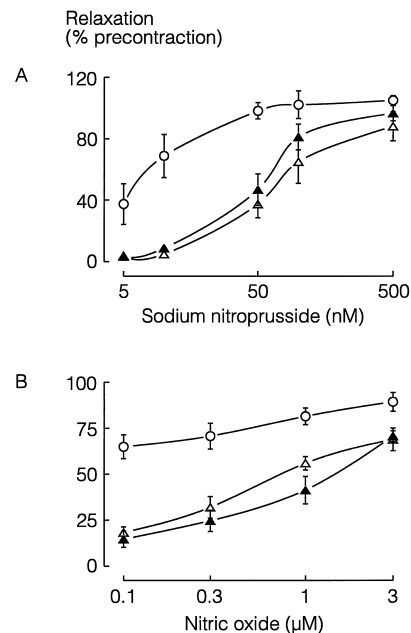 Relaxation
(% precontraction)
A
120
80
40
0
5 50 500
Sodium nitroprusside (nM)
B
100
75
50
25
0
0.1 0.3 1 3
Nitric oxide (µM)